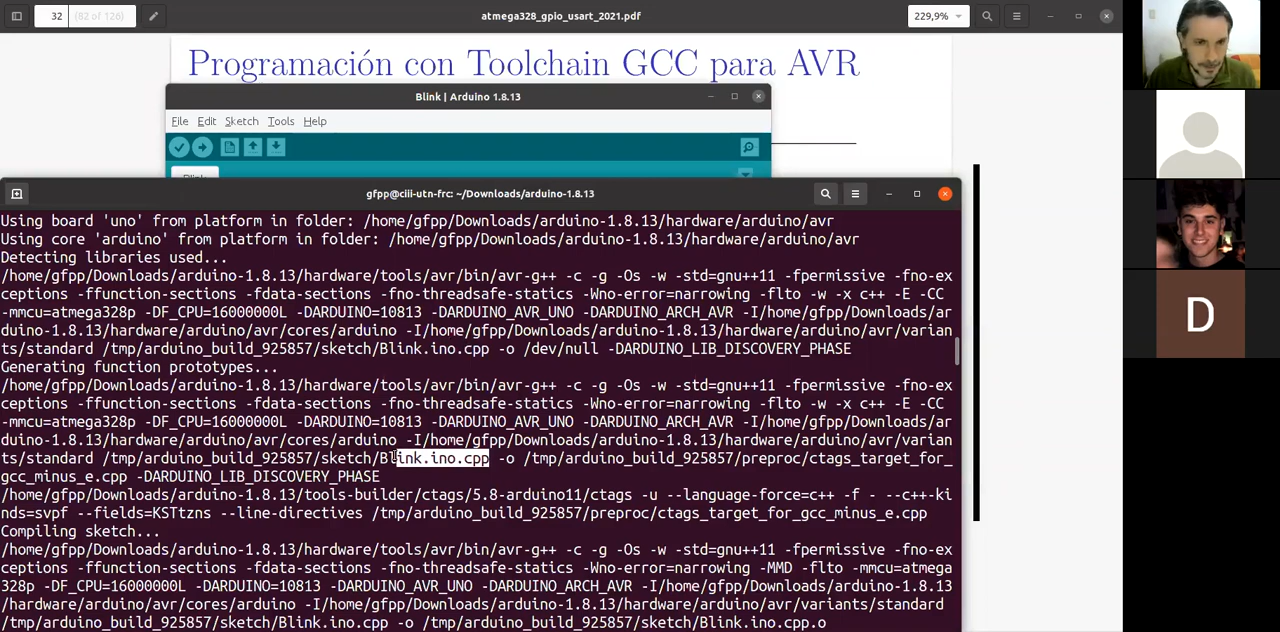 32 (82 of 126) atmega328_gpio_usart_2021.pdf 229,9%
Programación con Toolchain GCC para AVR
Blink | Arduino 1.8.13
File Edit Sketch Tools Help
Blink
gfpp@ciii-utn-frc: ~/Downloads/arduino-1.8.13
Using board 'uno' from platform in folder: /home/gfpp/Downloads/arduino-1.8.13/hardware/arduino/avr
Using core 'arduino' from platform in folder: /home/gfpp/Downloads/arduino-1.8.13/hardware/arduino/avr
Detecting libraries used...
/home/gfpp/Downloads/arduino-1.8.13/hardware/tools/avr/bin/avr-g++ -c -g -Os -w -std=gnu++11 -fpermissive -fno-ex
ceptions -ffunction-sections -fdata-sections -fno-threadsafe-statics -Wno-error=narrowing -flto -w -x c++ -E -CC
-mmcu=atmega328p -DF_CPU=16000000L -DARDUINO=10813 -DARDUINO_AVR_UNO -DARDUINO_ARCH_AVR -I/home/gfpp/Downloads/ar
duino-1.8.13/hardware/arduino/avr/cores/arduino -I/home/gfpp/Downloads/arduino-1.8.13/hardware/arduino/avr/varian
ts/standard /tmp/arduino_build_925857/sketch/Blink.ino.cpp -o /dev/null -DARDUINO_LIB_DISCOVERY_PHASE
Generating function prototypes...
/home/gfpp/Downloads/arduino-1.8.13/hardware/tools/avr/bin/avr-g++ -c -g -Os -w -std=gnu++11 -fpermissive -fno-ex
ceptions -ffunction-sections -fdata-sections -fno-threadsafe-statics -Wno-error=narrowing -flto -w -x c++ -E -CC
-mmcu=atmega328p -DF_CPU=16000000L -DARDUINO=10813 -DARDUINO_AVR_UNO -DARDUINO_ARCH_AVR -I/home/gfpp/Downloads/ar
duino-1.8.13/hardware/arduino/avr/cores/arduino -I/home/gfpp/Downloads/arduino-1.8.13/hardware/arduino/avr/varian
ts/standard /tmp/arduino_build_925857/sketch/Blink.ino.cpp -o /tmp/arduino_build_925857/preproc/ctags_target_for_
gcc_minus_e.cpp -DARDUINO_LIB_DISCOVERY_PHASE
/home/gfpp/Downloads/arduino-1.8.13/tools-builder/ctags/5.8-arduino11/ctags -u --language-force=c++ -f - --c++-ki
nds=svpf --fields=KSTtzns --line-directives /tmp/arduino_build_925857/preproc/ctags_target_for_gcc_minus_e.cpp
Compiling sketch...
/home/gfpp/Downloads/arduino-1.8.13/hardware/tools/avr/bin/avr-g++ -c -g -Os -w -std=gnu++11 -fpermissive -fno-ex
ceptions -ffunction-sections -fdata-sections -fno-threadsafe-statics -Wno-error=narrowing -MMD -flto -mmcu=atmega
328p -DF_CPU=16000000L -DARDUINO=10813 -DARDUINO_AVR_UNO -DARDUINO_ARCH_AVR -I/home/gfpp/Downloads/arduino-1.8.13
/hardware/arduino/avr/cores/arduino -I/home/gfpp/Downloads/arduino-1.8.13/hardware/arduino/avr/variants/standard
/tmp/arduino_build_925857/sketch/Blink.ino.cpp -o /tmp/arduino_build_925857/sketch/Blink.ino.cpp.o
D